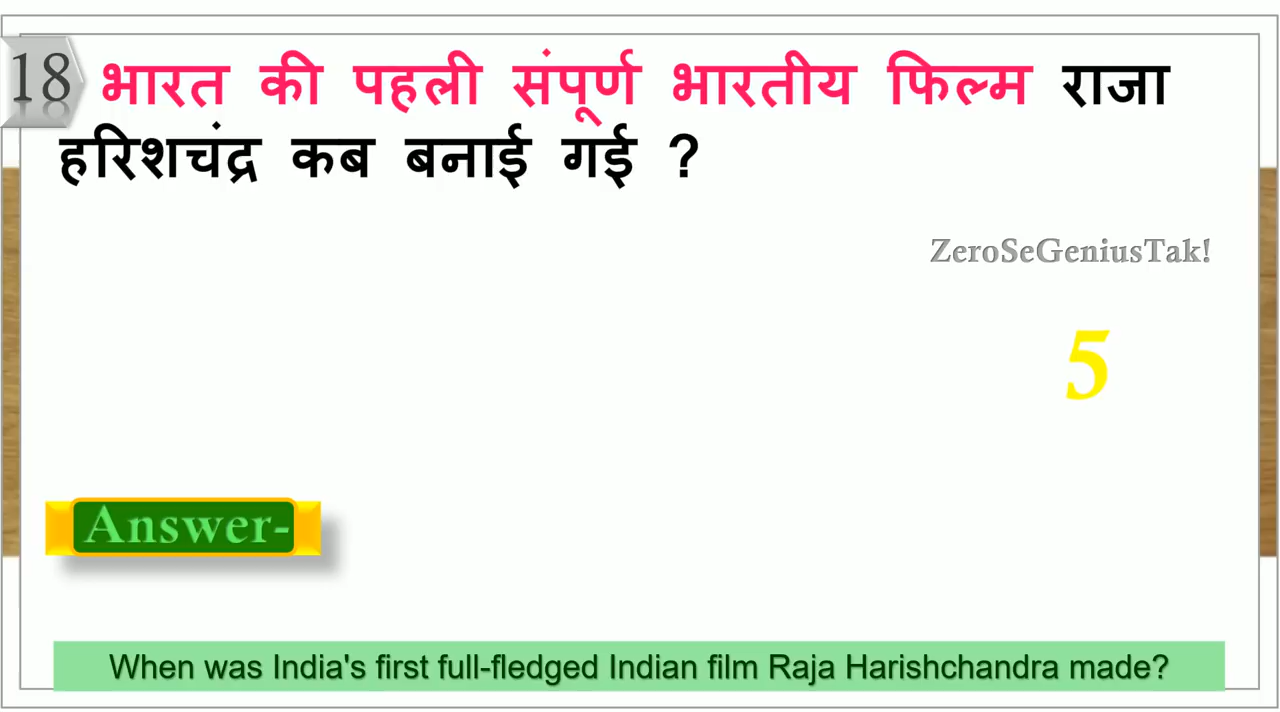 18 भारत की पहली संपूर्ण भारतीय फिल्म राजा
हरिशचंद्र कब बनाई गई ?
ZeroSeGeniusTak!
5
Answer-
When was India's first full-fledged Indian film Raja Harishchandra made?